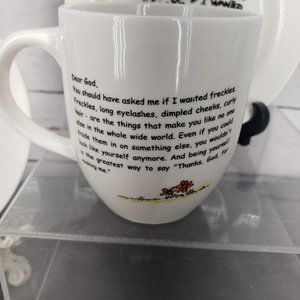 Dear God,
You should have asked me if I wanted freckles.
Freckles, long eyelashes, dimpled cheeks, curly
hair - are the things that make you like no one
else in the whole wide world. Even if you could
trade them in on something else, you wouldn't
look like yourself anymore. And being yourself
is the greatest way to say "Thanks, God, for
making me."